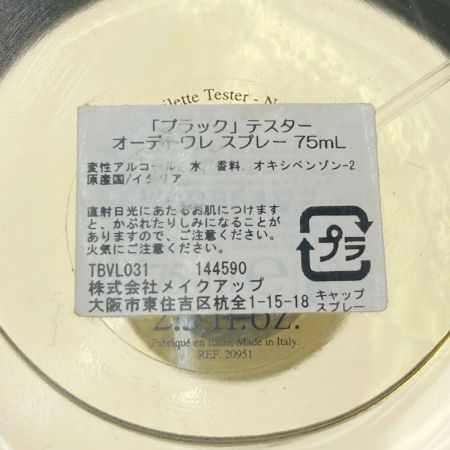 ilette Tester - N
「ブラック」テスター
オーデトワレ スプレー 75mL
変性アルコール、水、香料、オキシベンゾン-2
原産国/イタリア
直射日光にあたるお肌につけますと、
と、かぶれたりしみになることが
ありますので、ご注意ください。
火気にご注意ください。
TBVL031 144590
株式会社メイクアップ
大阪市東住吉区杭全1-15-18
プラ
キャップ
スプレー
2.5 fl.oz.
Fabriqué en Italie, Made in Italy.
REF. 20951